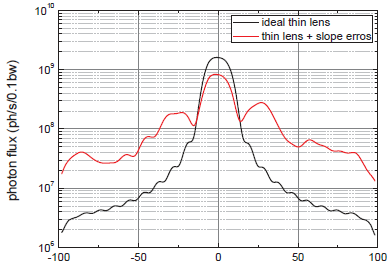 10^10
ideal thin lens
thin lens + slope erros
10^9
10^8
10^7
10^6
photon flux (ph/s/0.1bw)
-100 -50 0 50 100